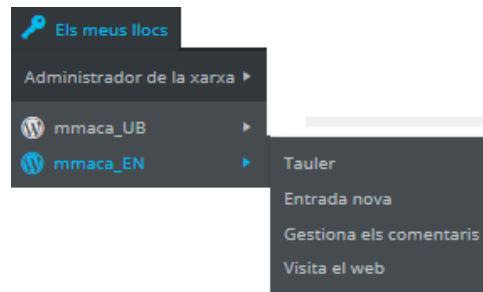 Els meus llocs
Administrador de la xarxa
mmaca_UB
mmaca_EN
Tauler
Entrada nova
Gestiona els comentaris
Visita el web